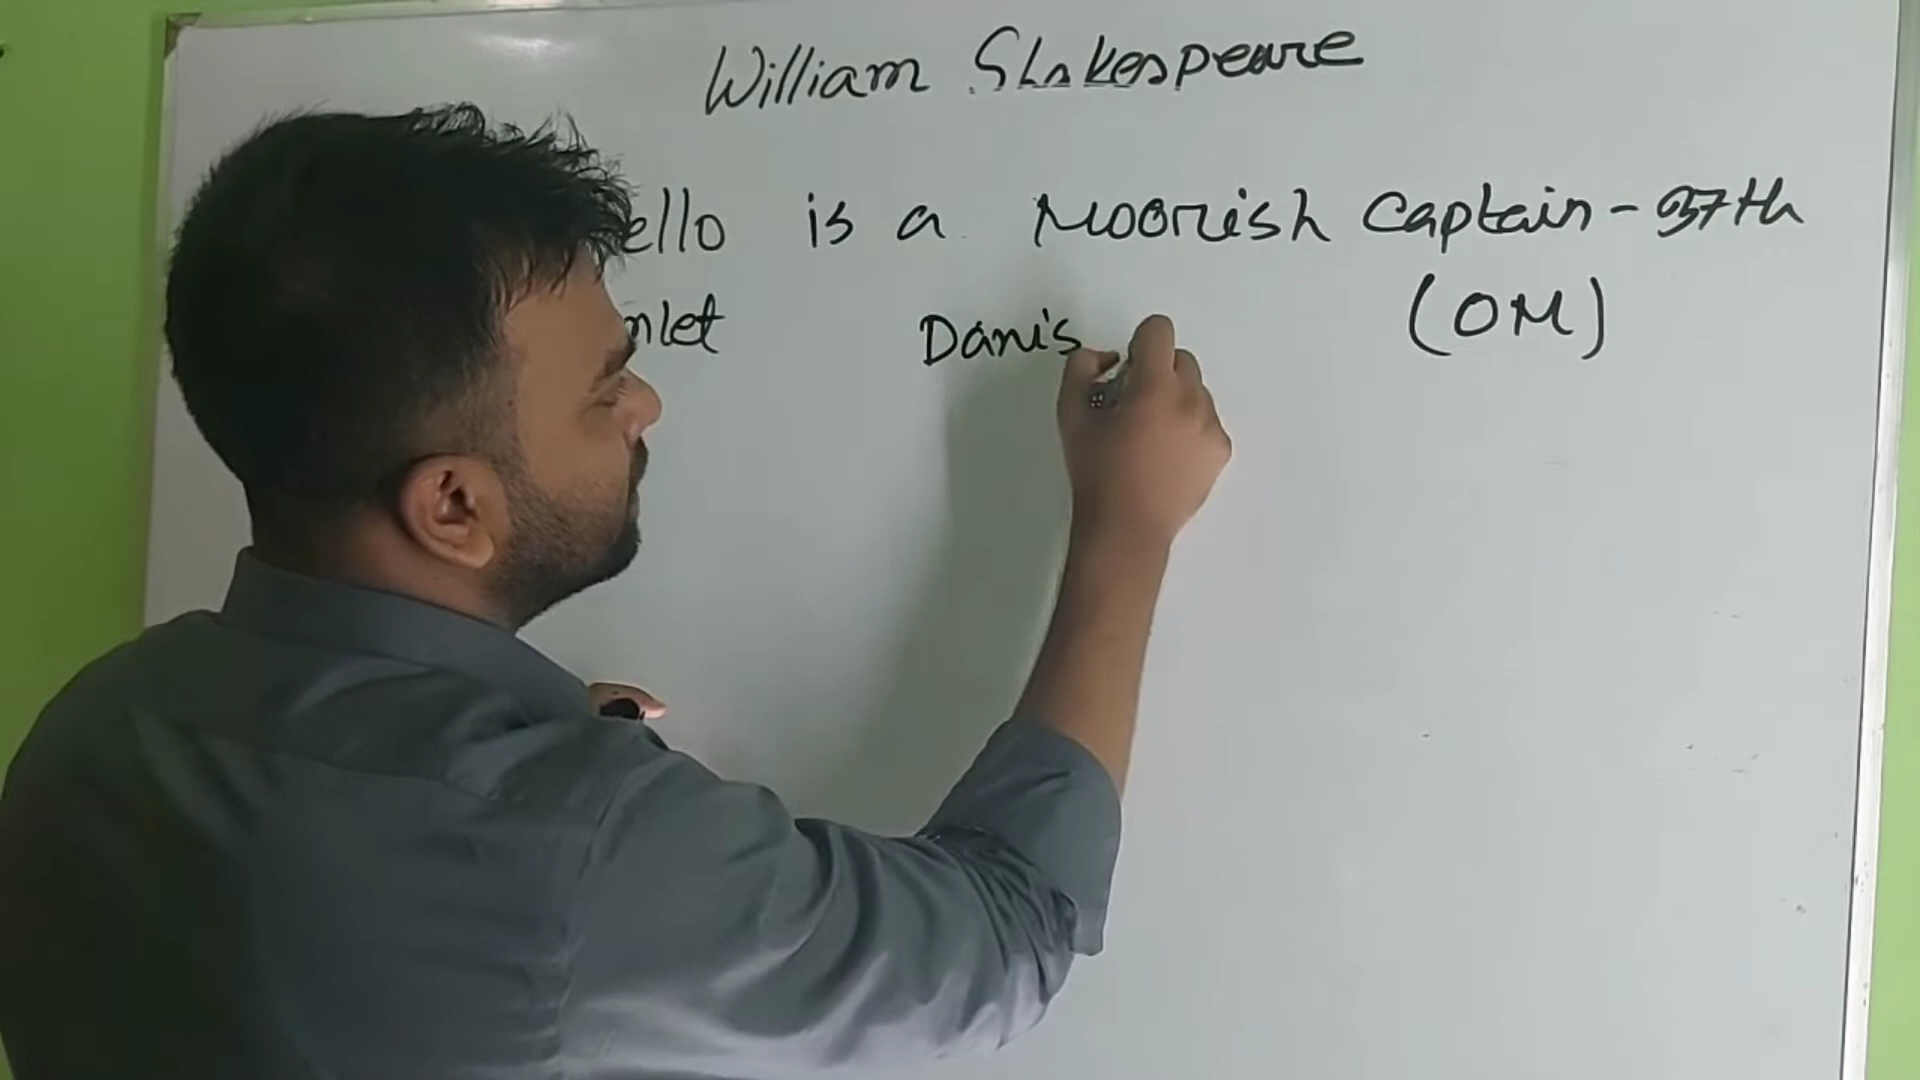 William Shakespeare
ello is a Moorish Captain - 37th
mlet Danis (OM)